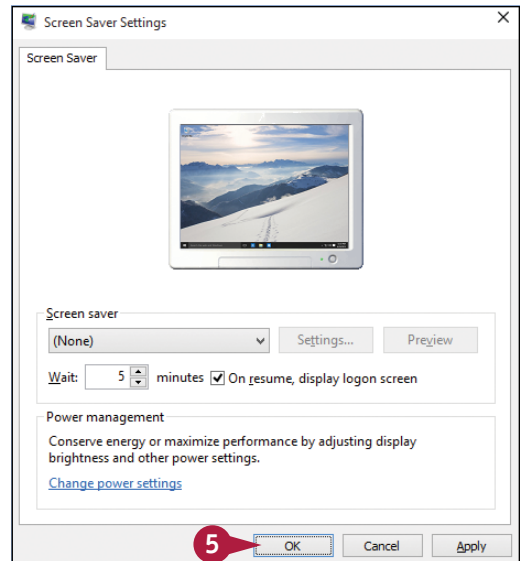 Screen Saver Settings
Screen Saver
Screen saver
(None) Settings... Preview
Wait: 5 minutes On resume, display logon screen
Power management
Conserve energy or maximize performance by adjusting display
brightness and other power settings.
Change power settings
5 OK Cancel Apply